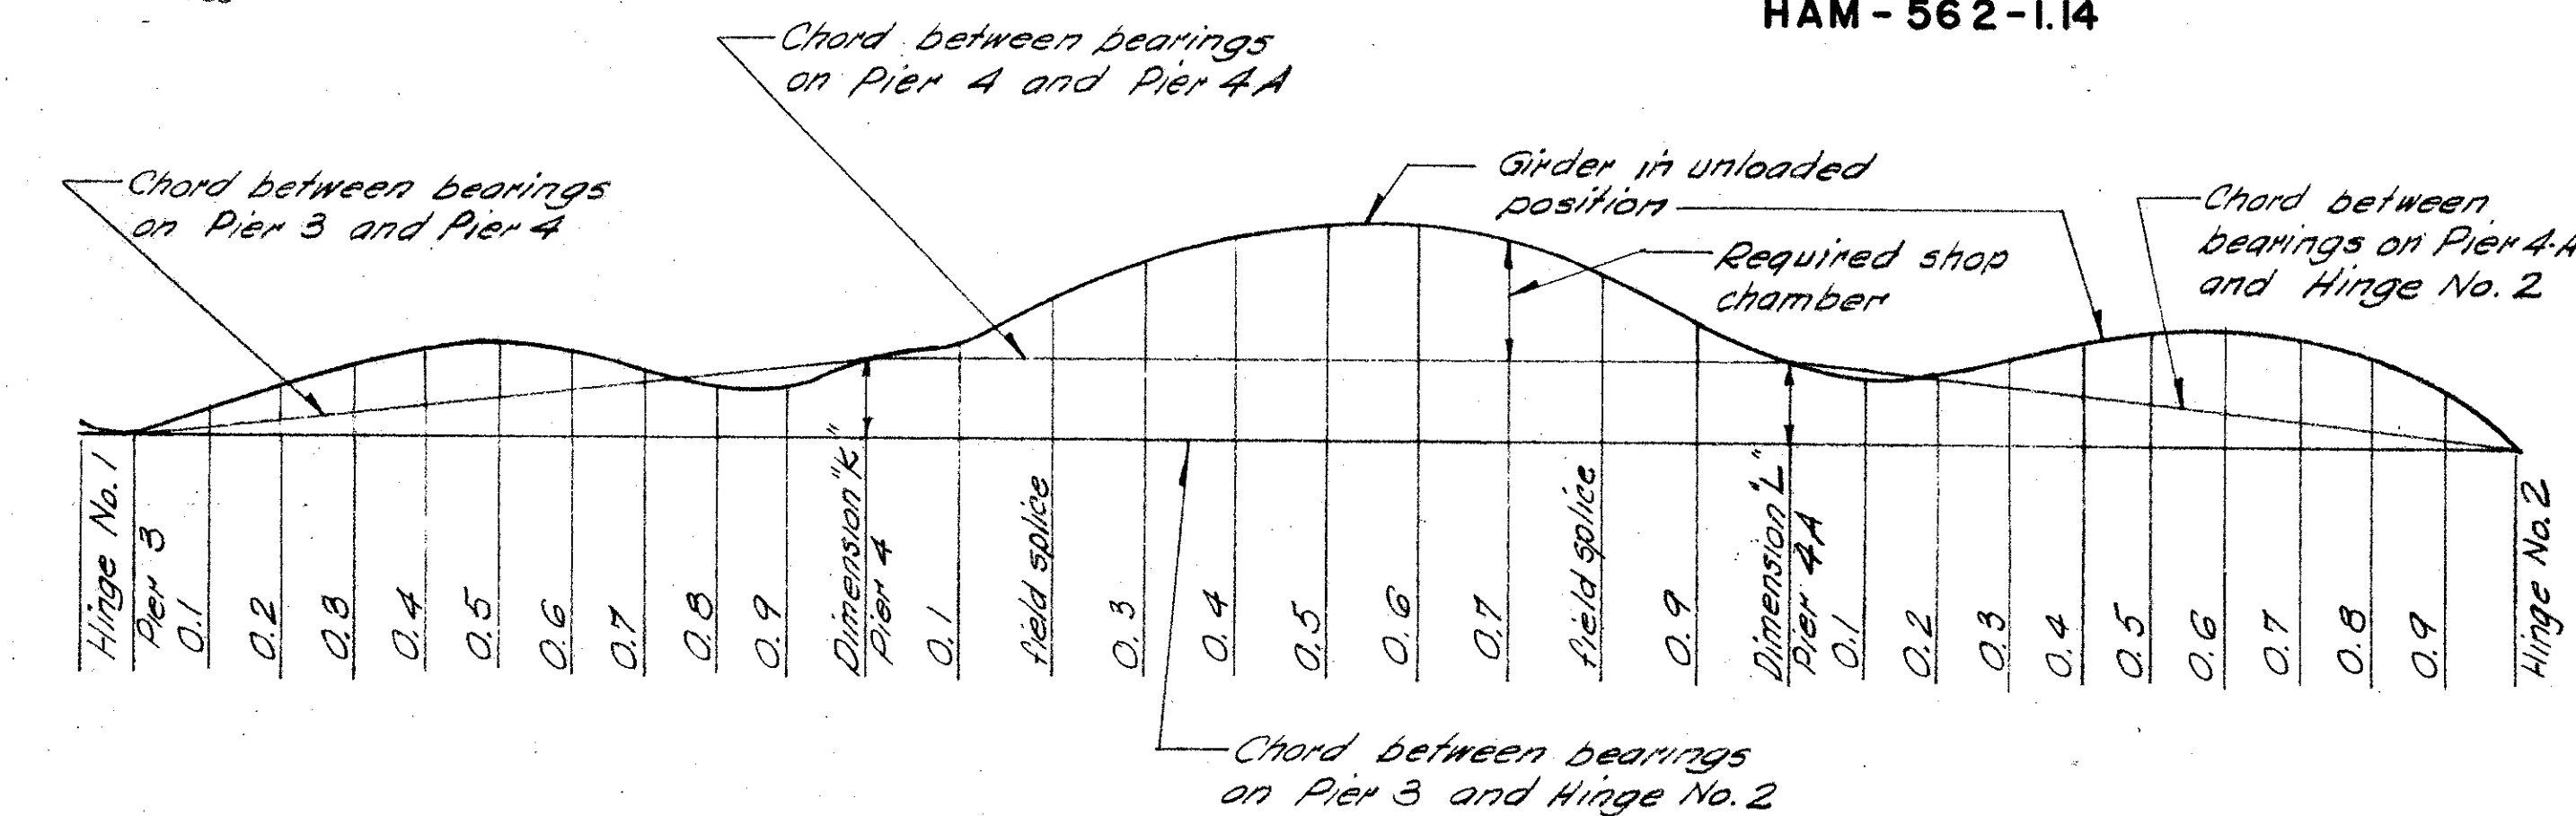 HAM-562-1.14
Chord between bearings
on Pier 4 and Pier 4A
Chord between bearings
on Pier 3 and Pier 4
Girder in unloaded
position
Required shop
chamber
Chord between
bearings on Pier 4-A
and Hinge No. 2
Hinge No. 1
Pier 3
0.1
0.2
0.3
0.4
0.5
0.6
0.7
0.8
0.9
Dimension "K"
Pier 4
0.1
field splice
0.3
0.4
0.5
0.6
0.7
field splice
0.9
Dimension "L"
Pier 4A
0.1
0.2
0.3
0.4
0.5
0.6
0.7
0.8
0.9
Hinge No. 2
Chord between bearings
on Pier 3 and Hinge No. 2